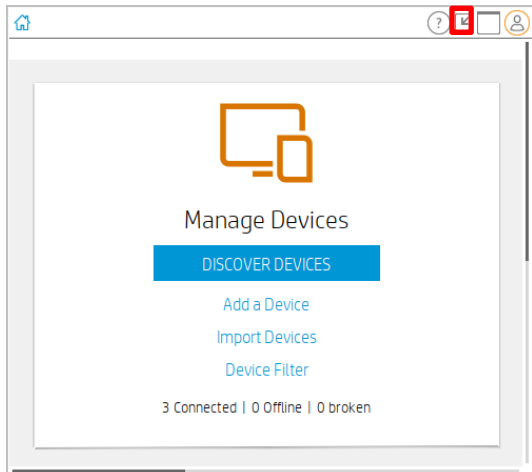 ?
Manage Devices
DISCOVER DEVICES
Add a Device
Import Devices
Device Filter
3 Connected | 0 Offline | 0 broken